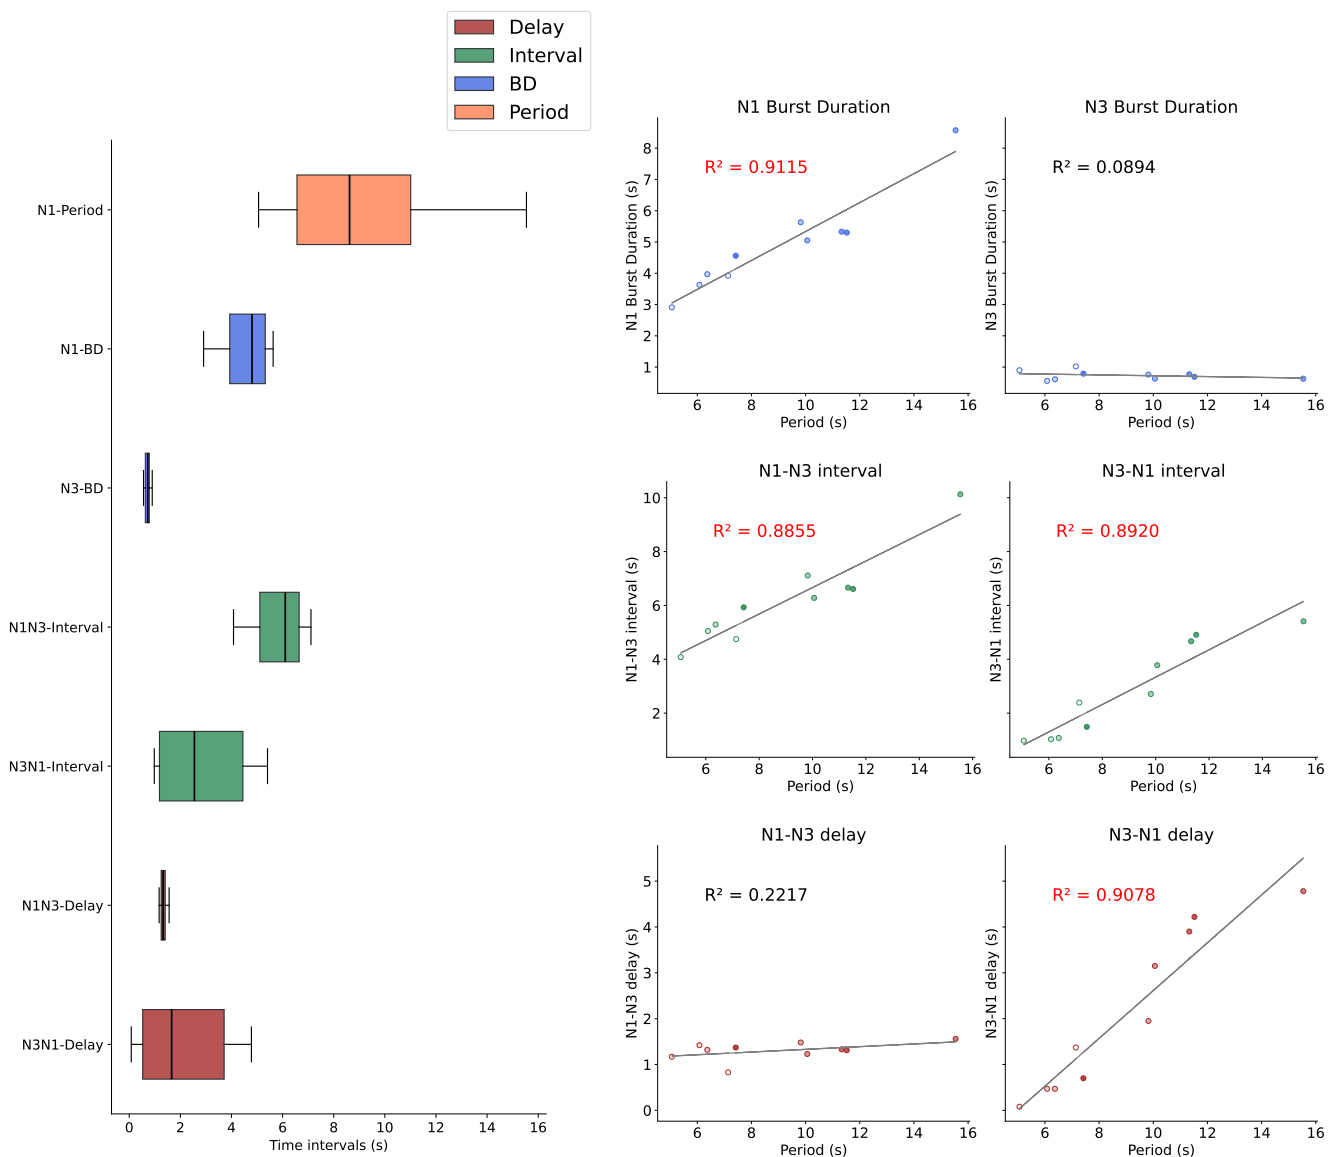 Delay
Interval
BD
Period
N1-Period
N1-BD
N3-BD
N1N3-Interval
N3N1-Interval
N1N3-Delay
N3N1-Delay
0 2 4 6 8 10 12 14 16
Time intervals (s)
N1 Burst Duration
R² = 0.9115
N1 Burst Duration (s)
8
7
6
5
4
3
2
1
6 8 10 12 14 16
Period (s)
N3 Burst Duration
R² = 0.0894
N3 Burst Duration (s)
6 8 10 12 14 16
Period (s)
N1-N3 interval
R² = 0.8855
N1-N3 interval (s)
10
8
6
4
2
6 8 10 12 14 16
Period (s)
N3-N1 interval
R² = 0.8920
N3-N1 interval (s)
6 8 10 12 14 16
Period (s)
N1-N3 delay
R² = 0.2217
N1-N3 delay (s)
5
4
3
2
1
0
6 8 10 12 14 16
Period (s)
N3-N1 delay
R² = 0.9078
N3-N1 delay (s)
6 8 10 12 14 16
Period (s)